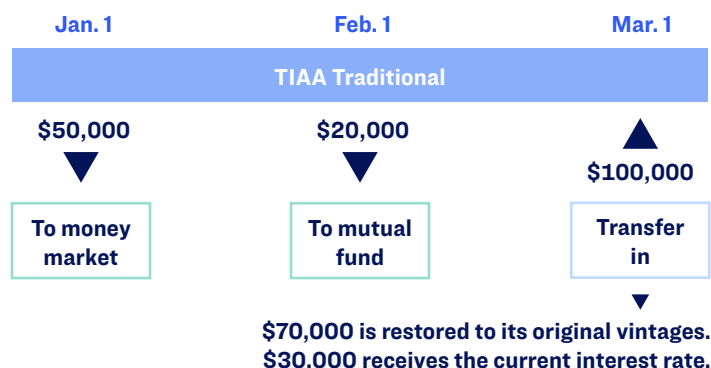 Jan. 1 Feb. 1 Mar. 1
TIAA Traditional
$50,000 $20,000
$100,000
To money
market
To mutual
fund
Transfer
in
$70,000 is restored to its original vintages.
$30,000 receives the current interest rate.